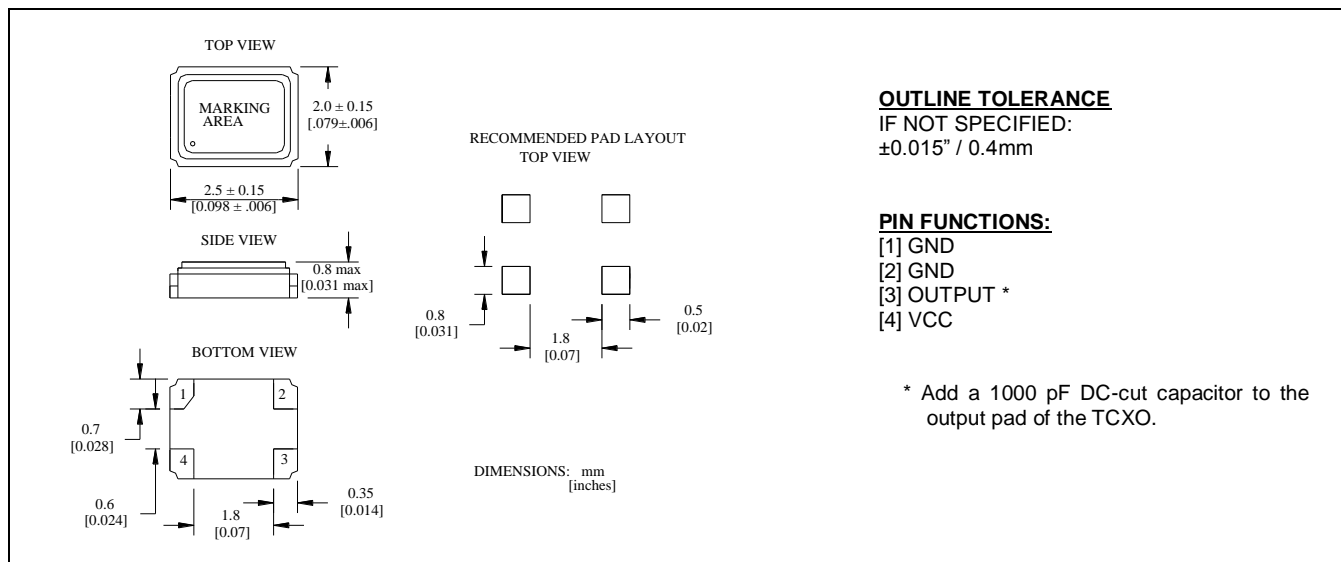 TOP VIEW
MARKING
AREA
2.0 ± 0.15
[.079±.006]
2.5 ± 0.15
[0.098 ± .006]
SIDE VIEW
0.8 max
[0.031 max]
BOTTOM VIEW
1
2
4
3
0.7
[0.028]
0.6
[0.024]
1.8
[0.07]
0.35
[0.014]
RECOMMENDED PAD LAYOUT
TOP VIEW
0.8
[0.031]
1.8
[0.07]
0.5
[0.02]
DIMENSIONS: mm
[inches]
OUTLINE TOLERANCE
IF NOT SPECIFIED:
±0.015” / 0.4mm
PIN FUNCTIONS:
[1] GND
[2] GND
[3] OUTPUT *
[4] VCC
* Add a 1000 pF DC-cut capacitor to the
output pad of the TCXO.